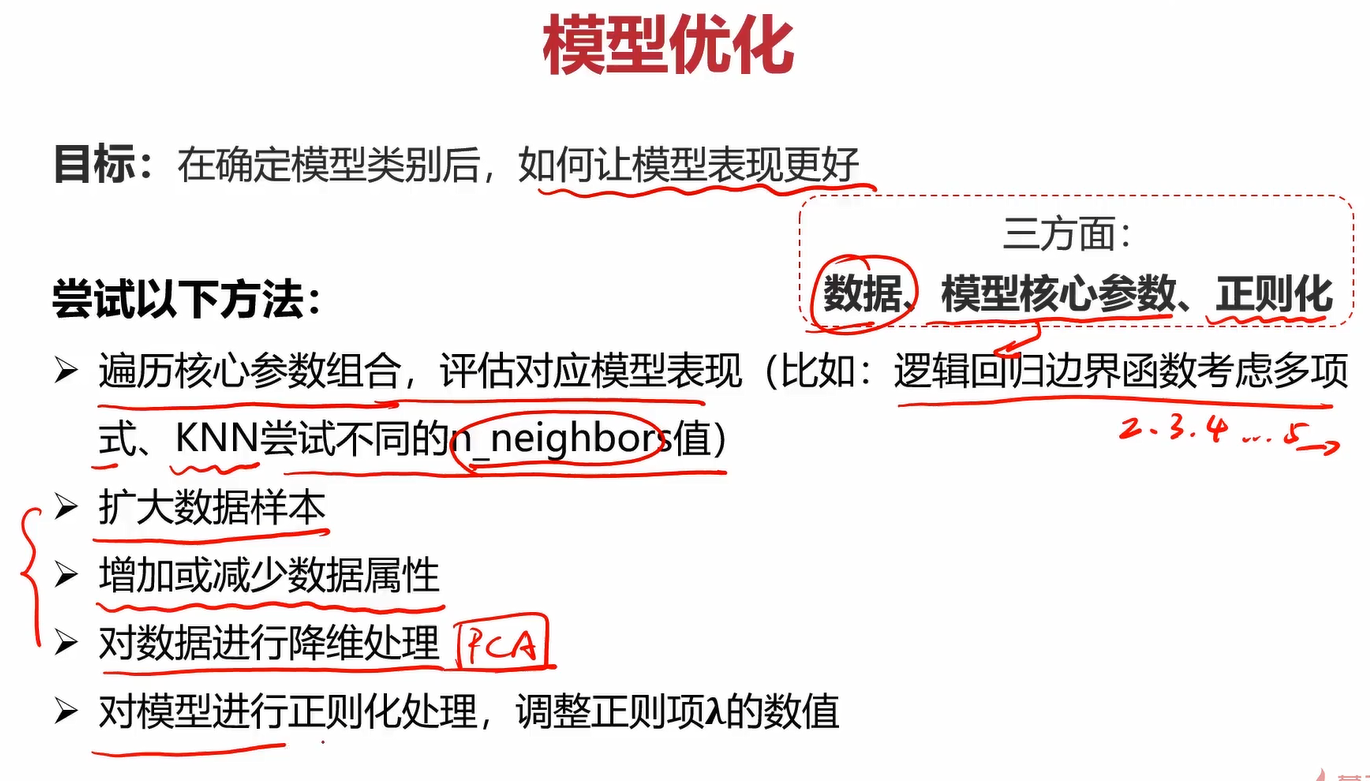 模型优化
目标：在确定模型类别后，如何让模型表现更好
三方面：
数据、模型核心参数、正则化
尝试以下方法：
➢ 遍历核心参数组合，评估对应模型表现（比如：逻辑回归边界函数考虑多项
式、KNN尝试不同的n_neighbors值）
2.3.4...5
➢ 扩大数据样本
➢ 增加或减少数据属性
➢ 对数据进行降维处理 PCA
➢ 对模型进行正则化处理，调整正则项λ的数值